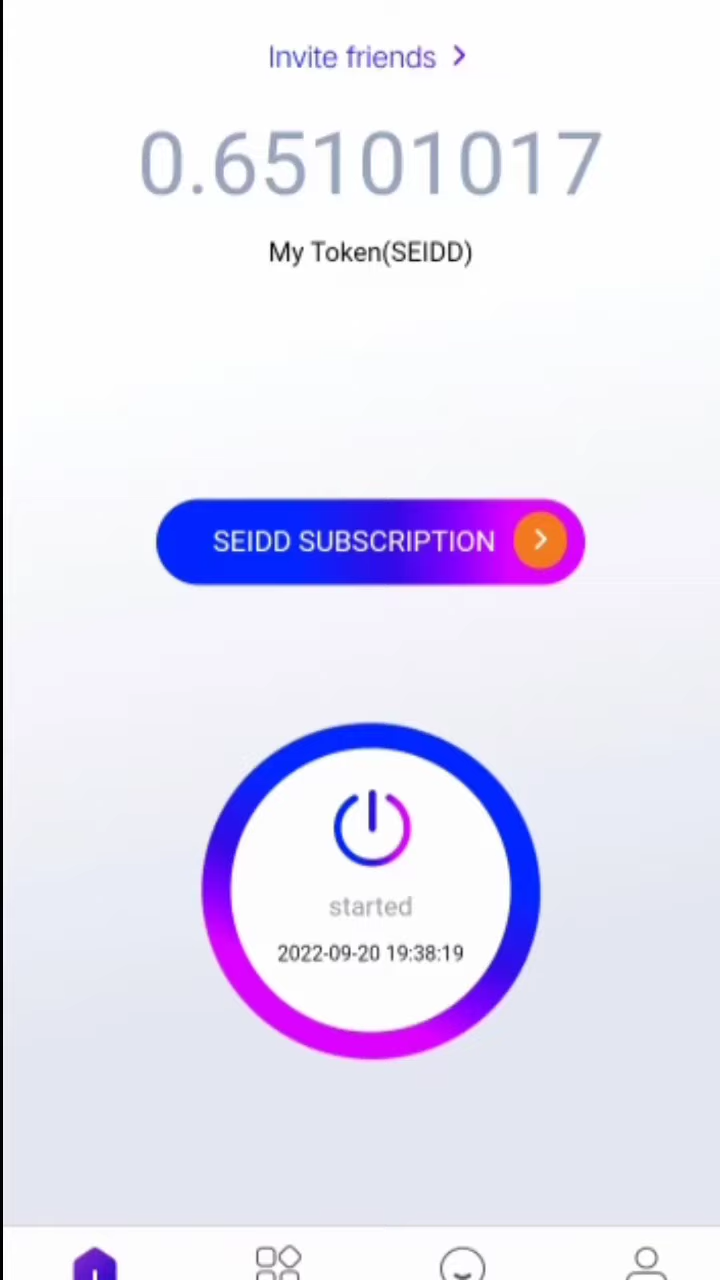 Invite friends
0.65101017
My Token(SEIDD)
SEIDD SUBSCRIPTION
started
2022-09-20 19:38:19